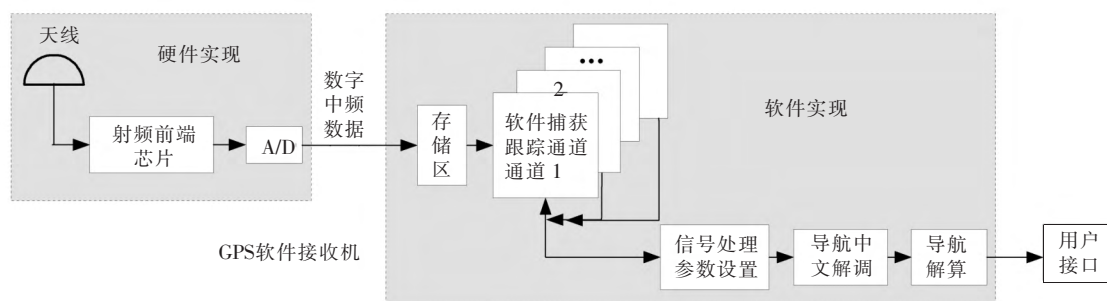 天线
硬件实现
射频前端
芯片
A/D
数字
中频
数据
存
储
区
•••
2
软件捕获
跟踪通道
通道 1
软件实现
GPS软件接收机
信号处理
参数设置
导航中
文解调
导航
解算
用户
接口